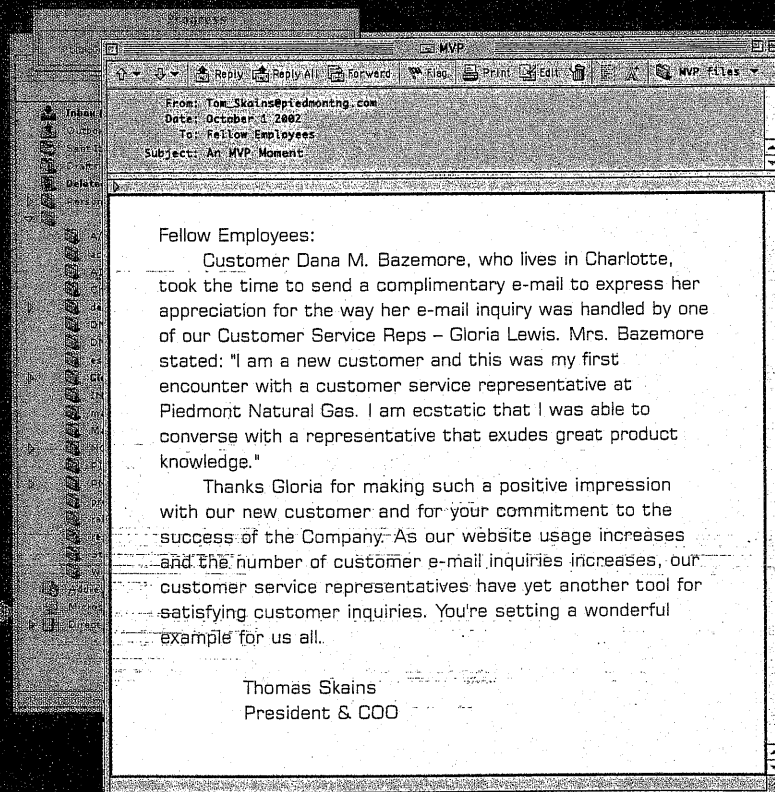 Progress
MVP
Reply Reply All Forward Flag Print Edit MVP files
From: Tom_Skains@piedmontng.com
Date: October 1 2002
To: Fellow Employees
Subject: An MVP Moment
Fellow Employees:
Customer Dana M. Bazemore, who lives in Charlotte,
took the time to send a complimentary e-mail to express her
appreciation for the way her e-mail inquiry was handled by one
of our Customer Service Reps – Gloria Lewis. Mrs. Bazemore
stated: "I am a new customer and this was my first
encounter with a customer service representative at
Piedmont Natural Gas. I am ecstatic that I was able to
converse with a representative that exudes great product
knowledge."
Thanks Gloria for making such a positive impression
with our new customer and for your commitment to the
success of the Company. As our website usage increases
and the number of customer e-mail inquiries increases, our
customer service representatives have yet another tool for
satisfying customer inquiries. You're setting a wonderful
example for us all.
Thomas Skains
President & COO